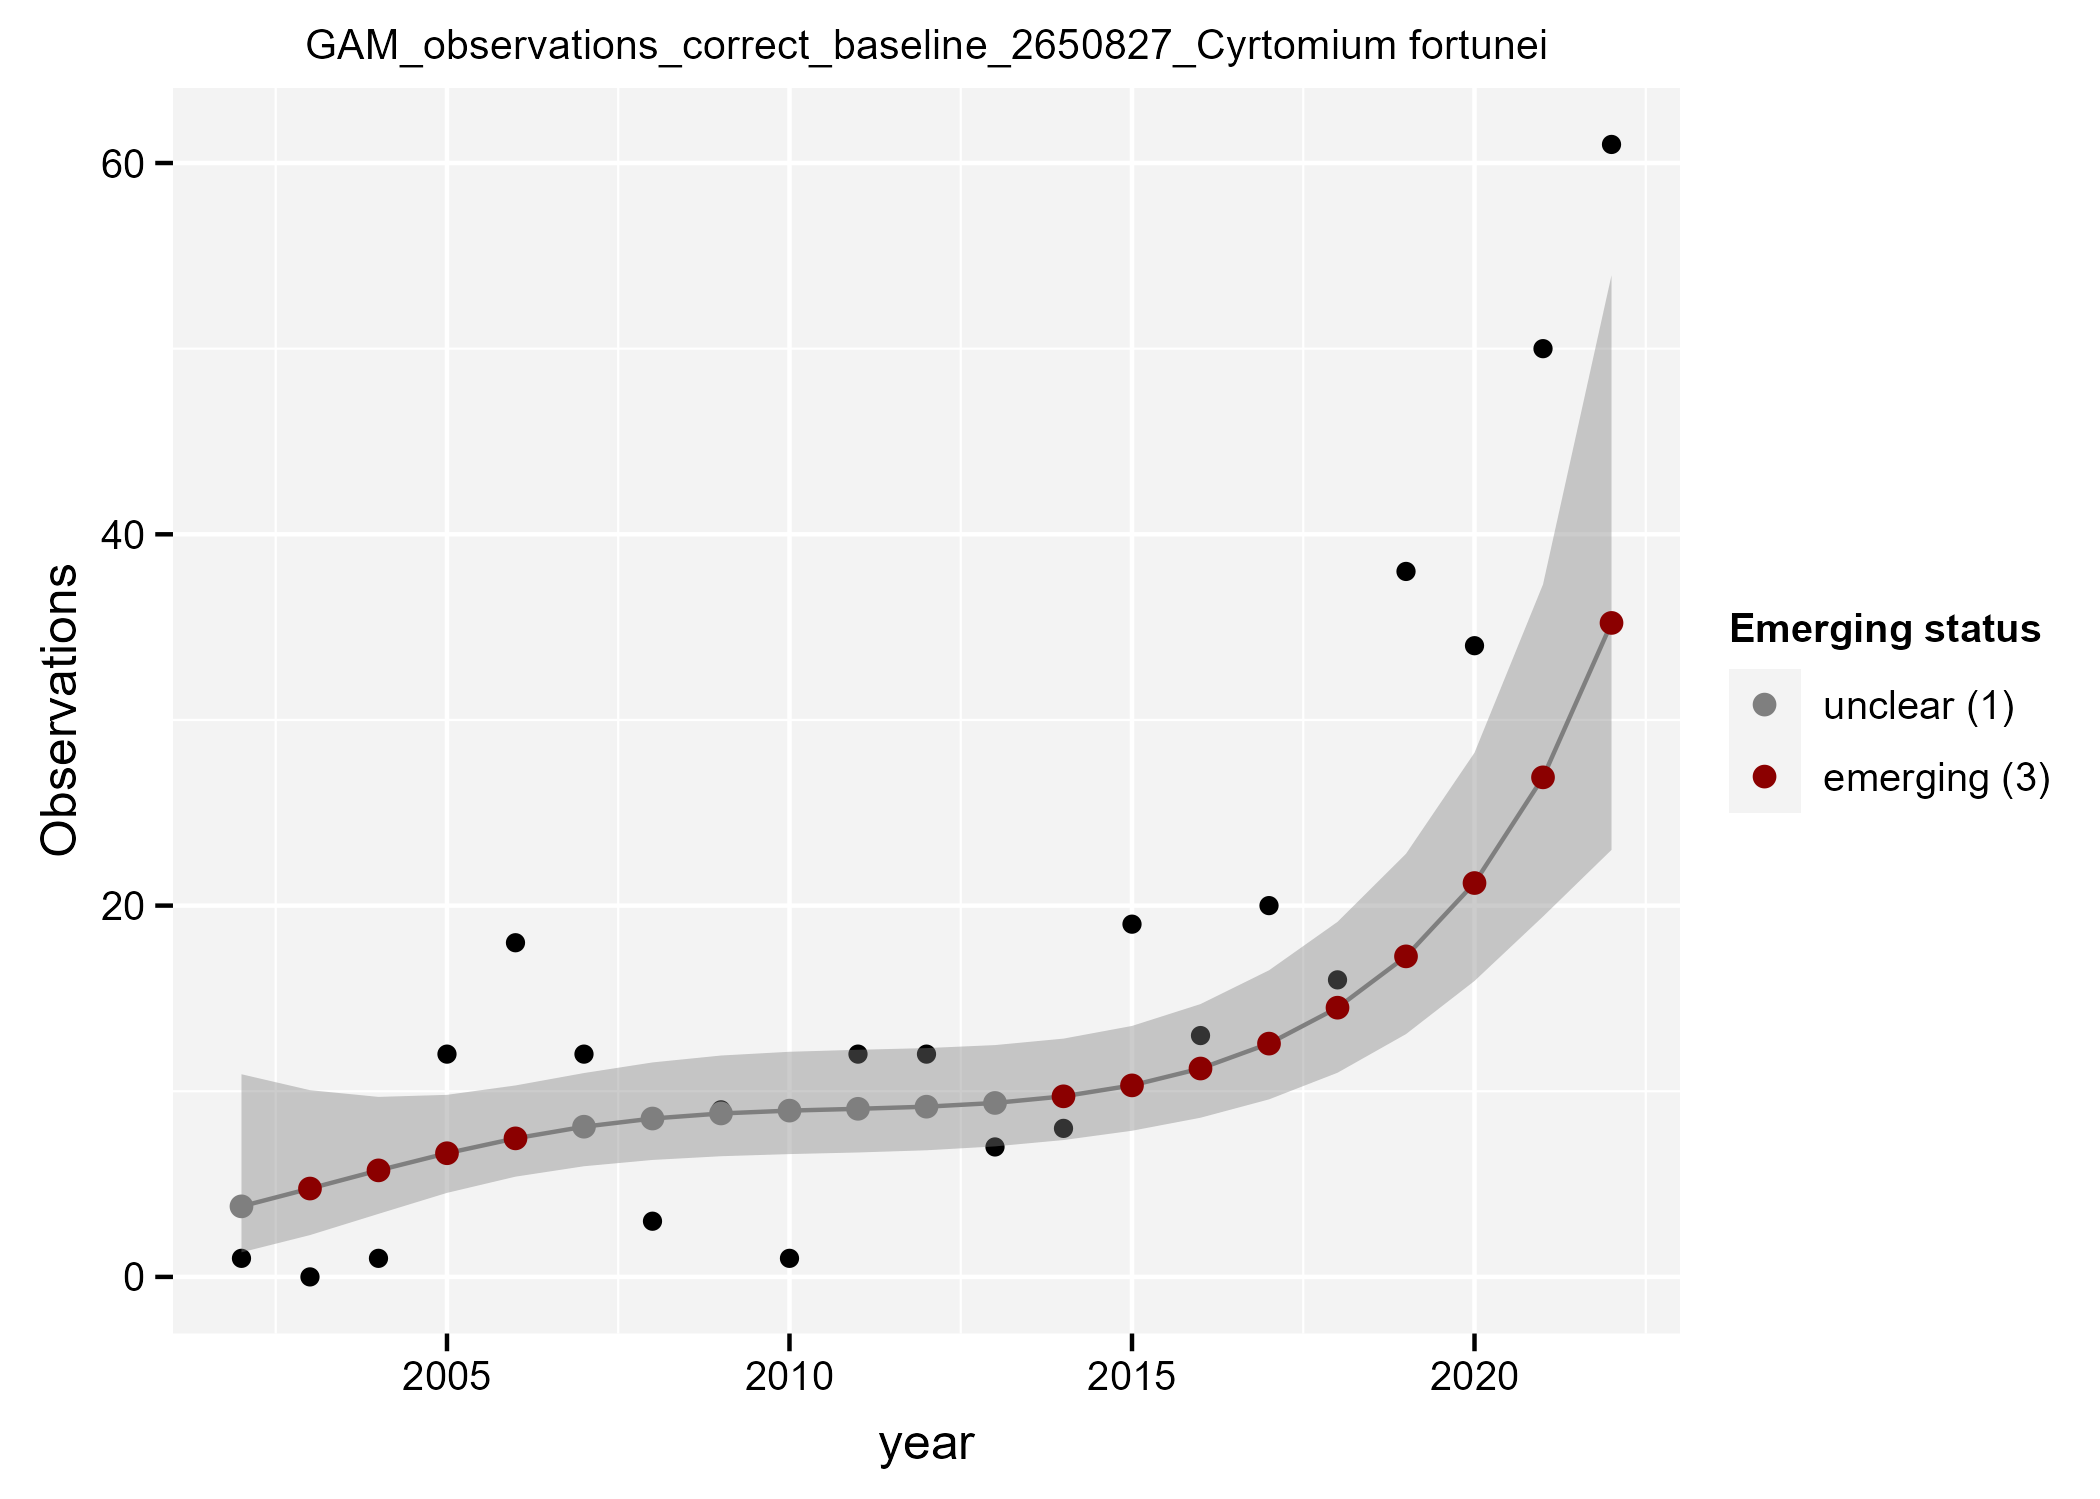 GAM_observations_correct_baseline_2650827_Cyrtomium fortunei
60
40
20
0
Observations
2005
2010
2015
2020
year
Emerging status
unclear (1)
emerging (3)